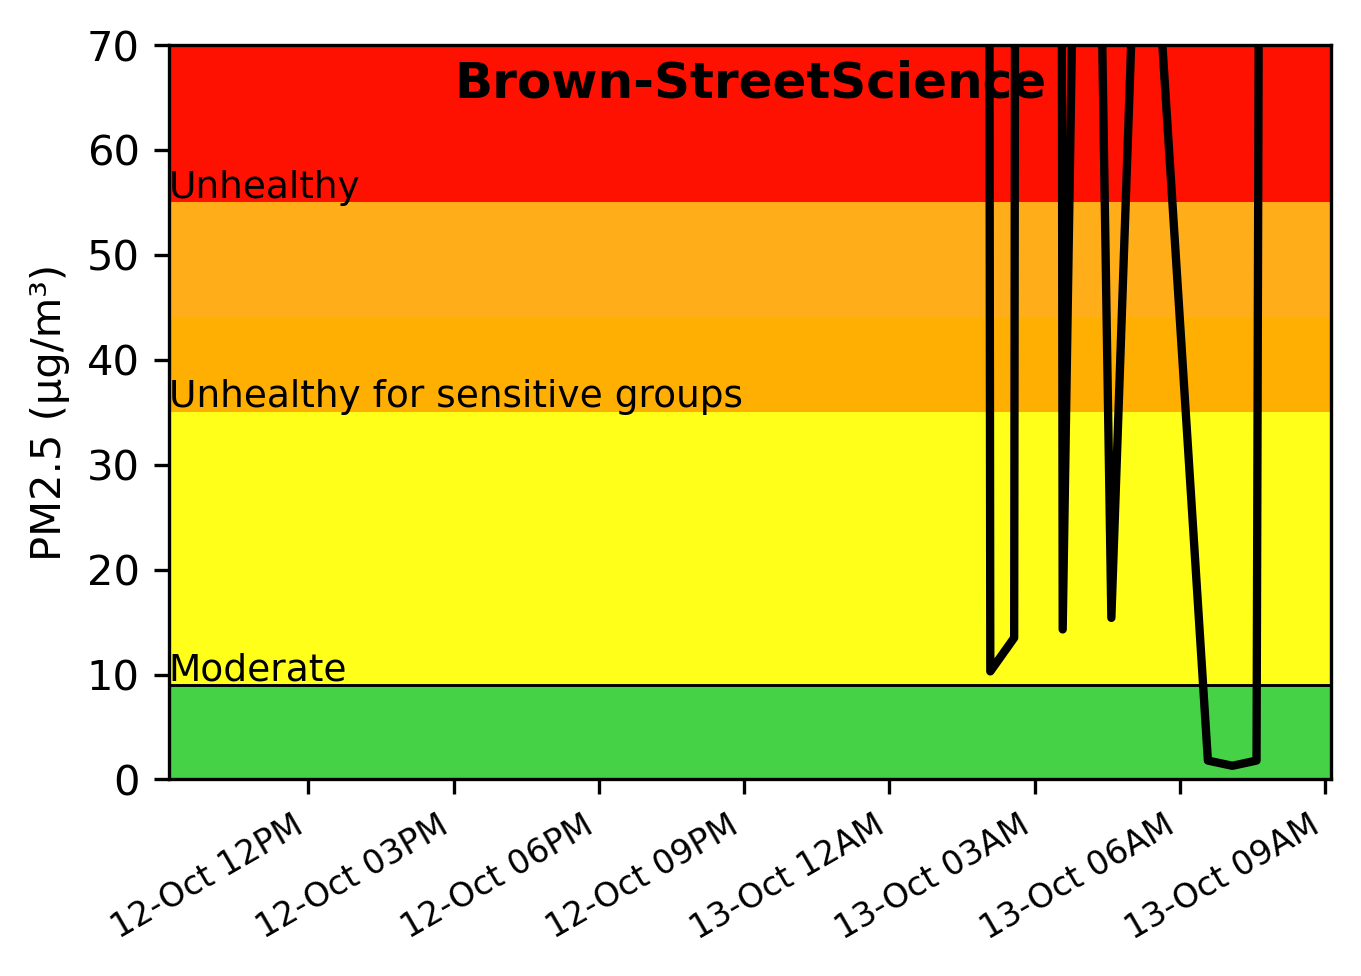 Brown-StreetScience
70
60
50
40
30
20
10
0
PM2.5 (μg/m³)
Unhealthy
Unhealthy for sensitive groups
Moderate
12-Oct 12PM
12-Oct 03PM
12-Oct 06PM
12-Oct 09PM
13-Oct 12AM
13-Oct 03AM
13-Oct 06AM
13-Oct 09AM